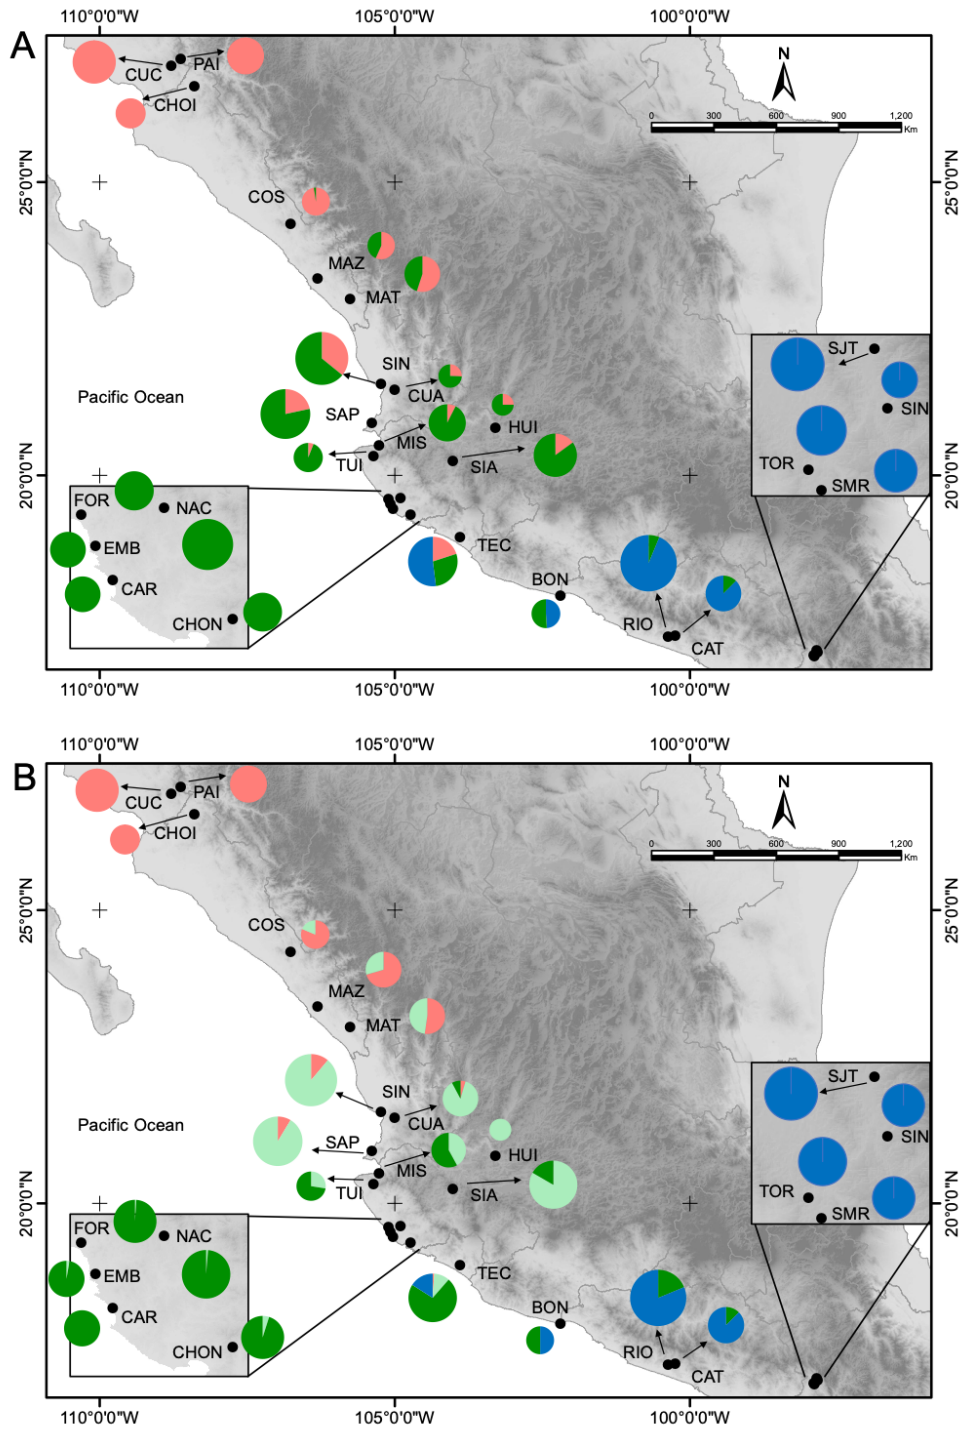 110°0'0"W 105°0'0"W 100°0'0"W
A
N
0 300 600 900 1,200
Km
PAI
CUC
CHOI
25°0'0"N 25°0'0"N
COS
MAZ
MAT
SJT
SIN
CUA
Pacific Ocean
SIN
SAP
HUI
MIS
TUI
SIA
TOR
20°0'0"N 20°0'0"N
SMR
FOR
NAC
EMB
TEC
CAR
BON
CHON
RIO
CAT
110°0'0"W 105°0'0"W 100°0'0"W
110°0'0"W 105°0'0"W 100°0'0"W
B
N
0 300 600 900 1,200
Km
PAI
CUC
CHOI
25°0'0"N 25°0'0"N
COS
MAZ
MAT
SJT
SIN
CUA
Pacific Ocean
SIN
SAP
HUI
MIS
TUI
SIA
TOR
20°0'0"N 20°0'0"N
SMR
FOR
NAC
EMB
TEC
CAR
BON
CHON
RIO
CAT
110°0'0"W 105°0'0"W 100°0'0"W